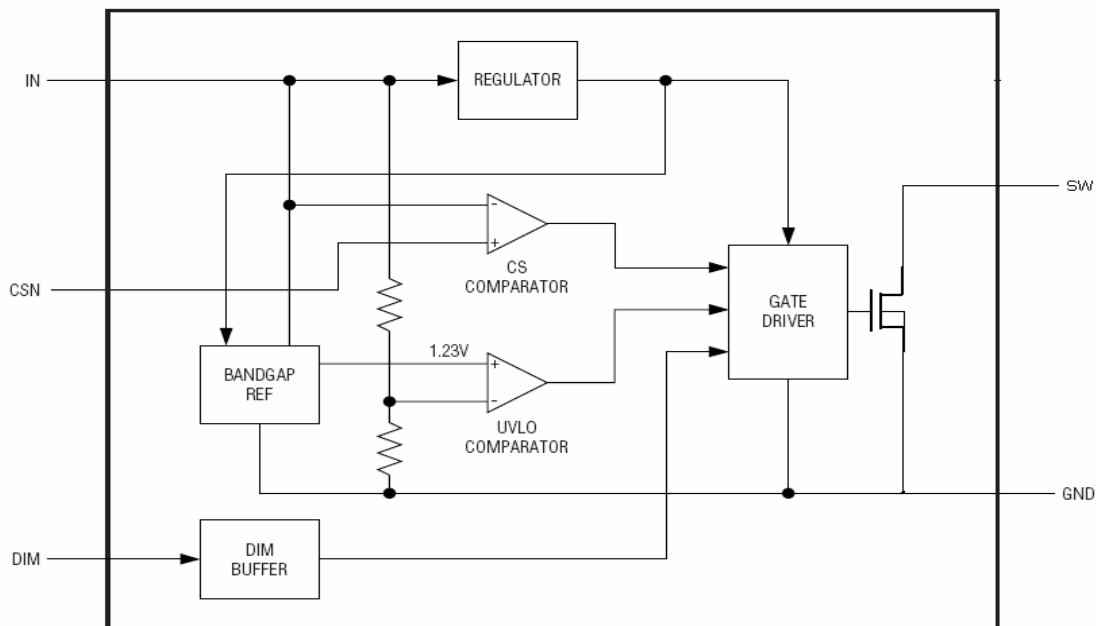 IN
REGULATOR
SW
-
+
CS
COMPARATOR
CSN
GATE
DRIVER
1.23V
BANDGAP
REF
+
-
UVLO
COMPARATOR
GND
DIM
DIM
BUFFER